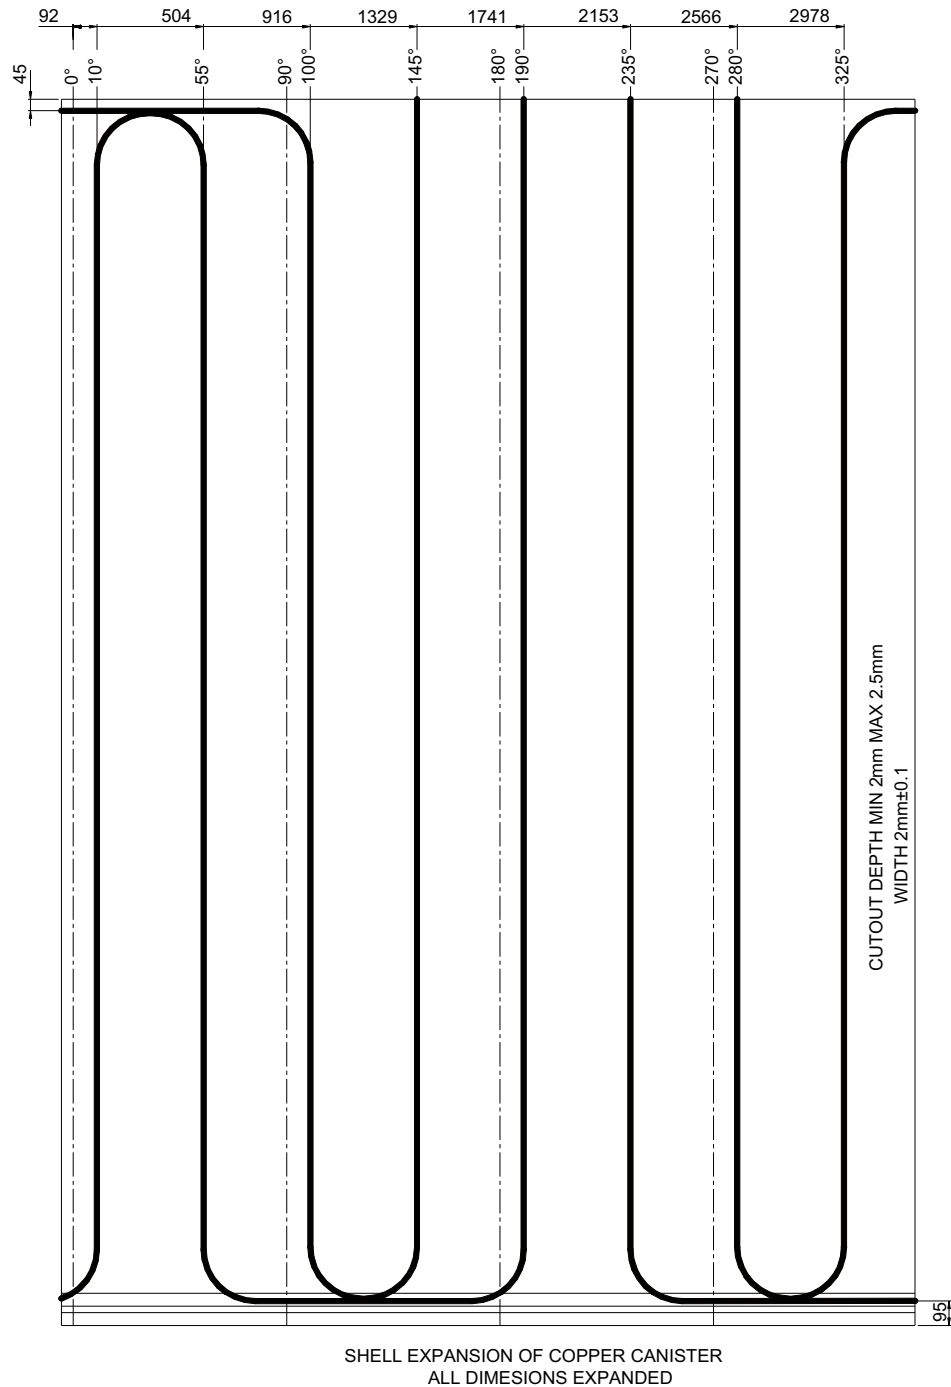 92 504 916 1329 1741 2153 2566 2978
45
0° 10° 55° 90° 100° 145° 180° 190° 235° 270° 280° 325°
CUTOUT DEPTH MIN 2mm MAX 2.5mm
WIDTH 2mm±0.1
95
SHELL EXPANSION OF COPPER CANISTER
ALL DIMESIONS EXPANDED